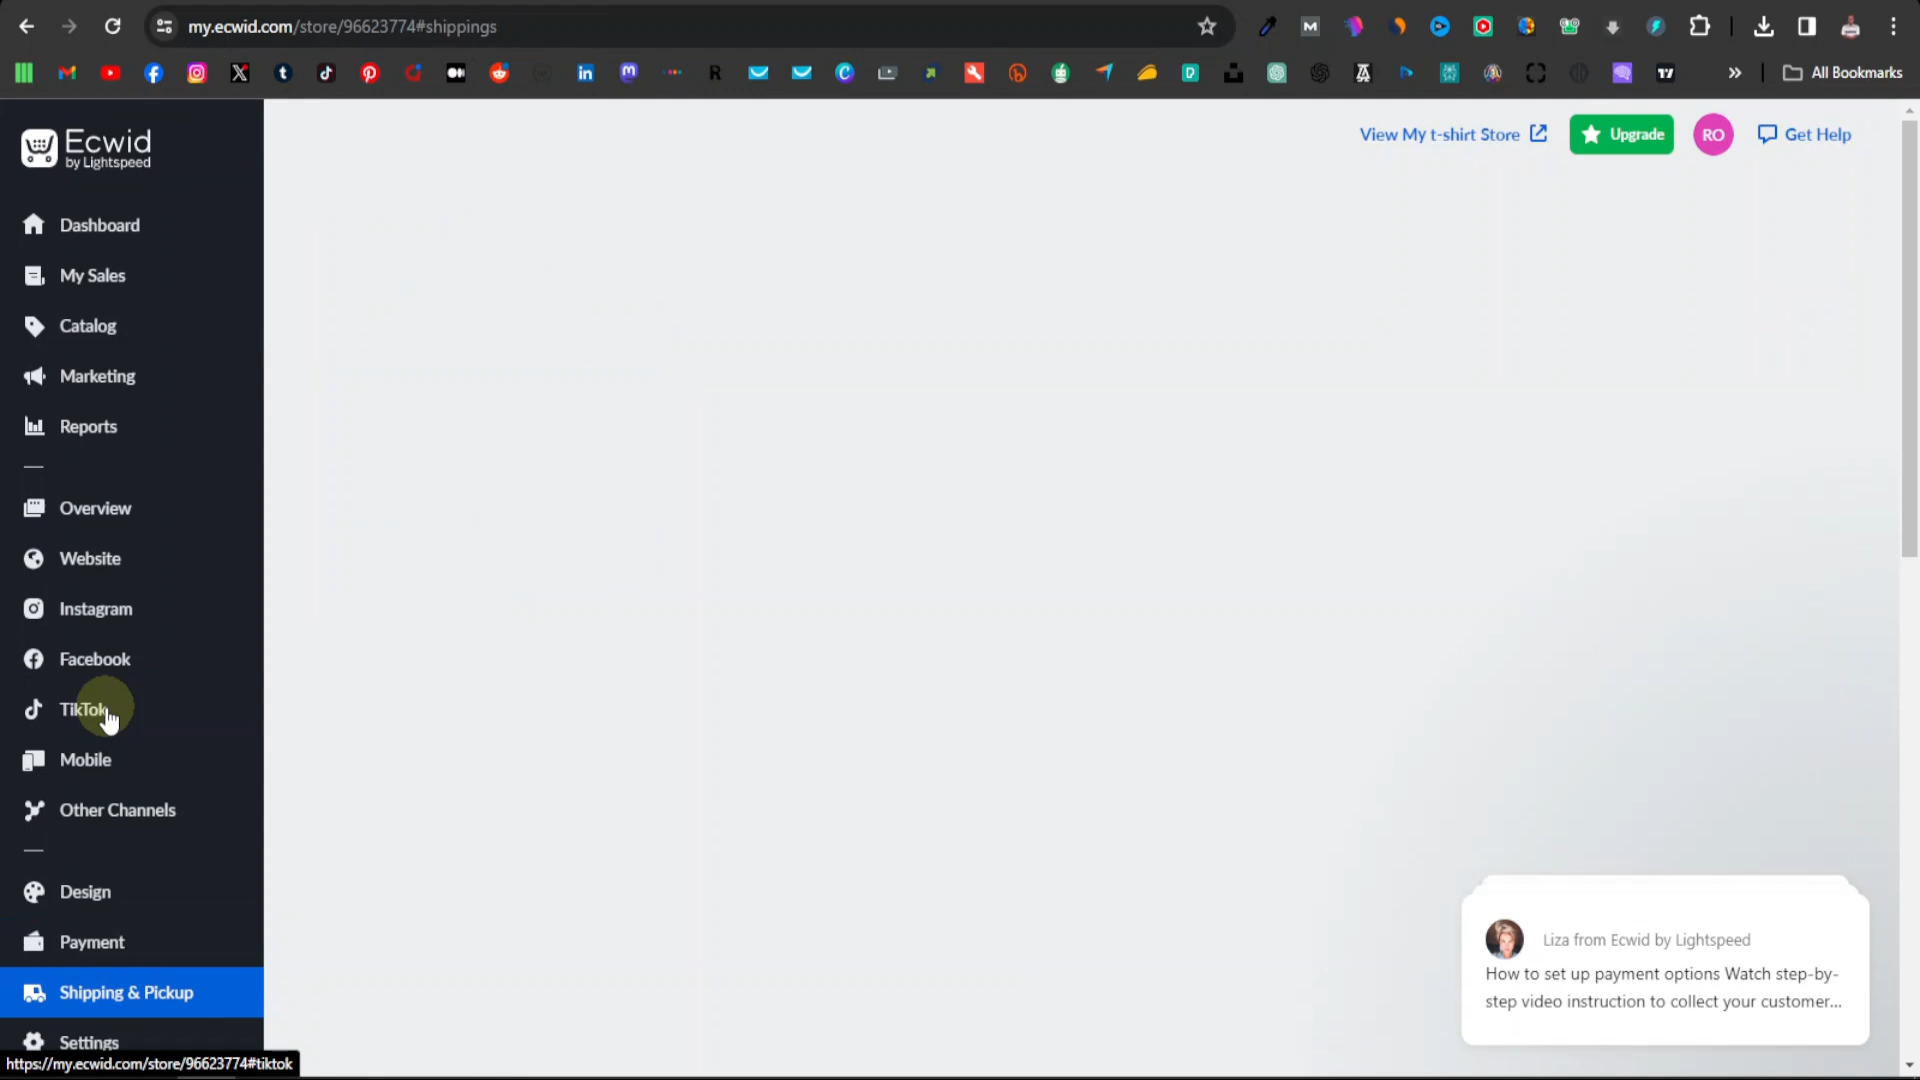 my.ecwid.com/store/96623774#shippings
All Bookmarks
Ecwid
by Lightspeed
View My t-shirt Store
Upgrade
RO
Get Help
Dashboard
My Sales
Catalog
Marketing
Reports
Overview
Website
Instagram
Facebook
TikTok
Mobile
Other Channels
Design
Payment
Shipping & Pickup
Settings
Liza from Ecwid by Lightspeed
How to set up payment options Watch step-by-
step video instruction to collect your customer...
https://my.ecwid.com/store/96623774#tiktok